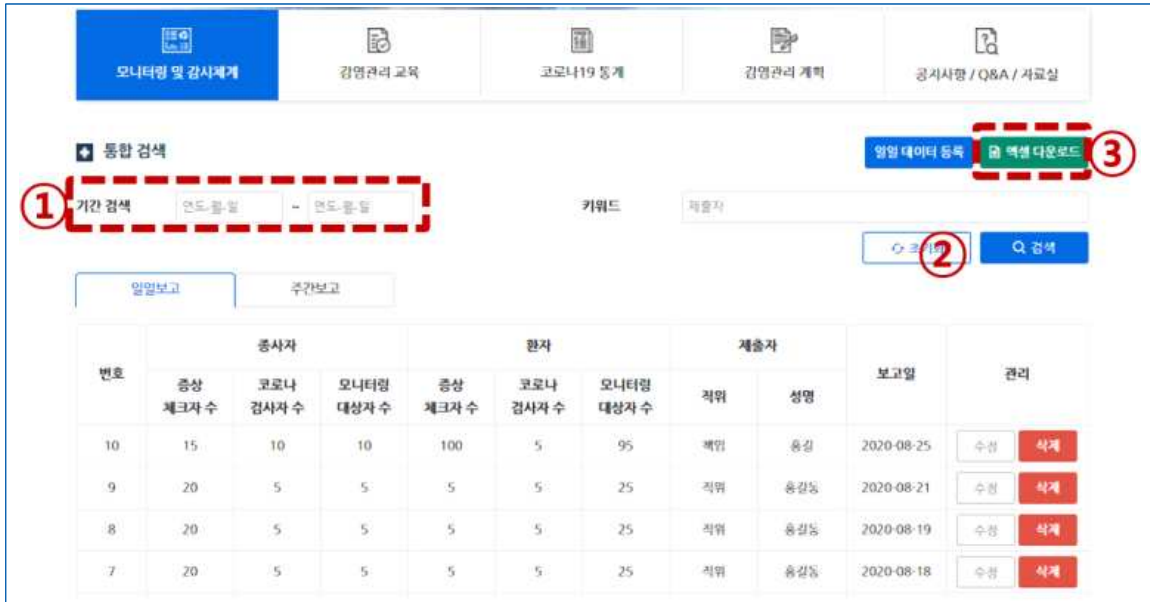 모니터링 및 감시체계
감염관리 교육
코로나19 통계
감염관리 계획
공지사항 / Q&A / 자료실
통합 검색
일일 데이터 등록
엑셀 다운로드
③
①
기간 검색
연도-월-일 ~ 연도-월-일
키워드
제출자
②
검색
일일보고
주간보고
번호 종사자 환자 제출자 보고일 관리
증상 체크자 수 코로나 검사자 수 모니터링 대상자 수 증상 체크자 수 코로나 검사자 수 모니터링 대상자 수 직위 성명
10 15 10 10 100 5 95 책임 홍길 2020-08-25 수정 삭제
9 20 5 5 5 5 25 직위 홍길동 2020-08-21 수정 삭제
8 20 5 5 5 5 25 직위 홍길동 2020-08-19 수정 삭제
7 20 5 5 5 5 25 직위 홍길동 2020-08-18 수정 삭제